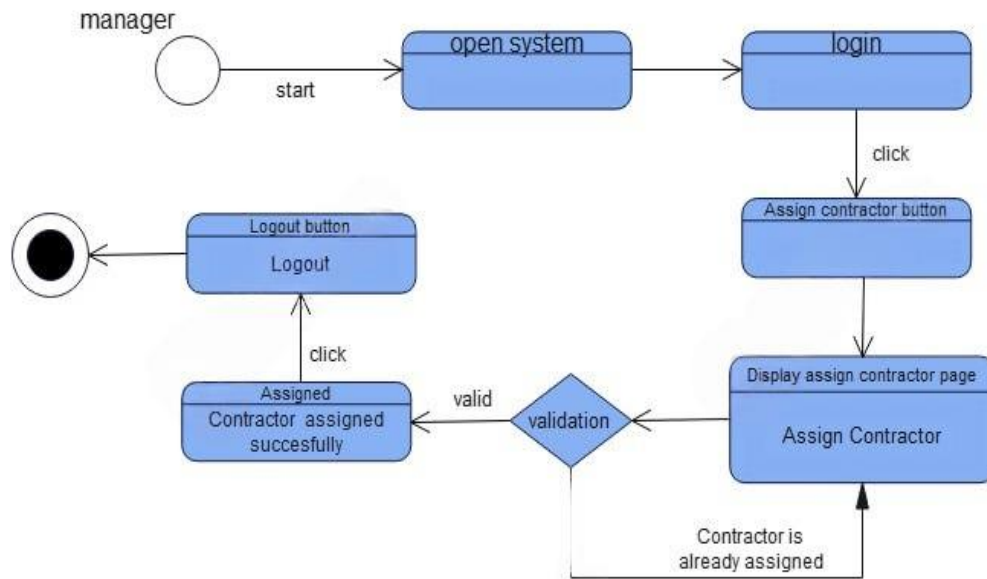 manager
start
open system
login
click
Assign contractor button
Display assign contractor page
Assign Contractor
validation
Contractor is
already assigned
valid
Assigned
Contractor assigned
succesfully
click
Logout button
Logout